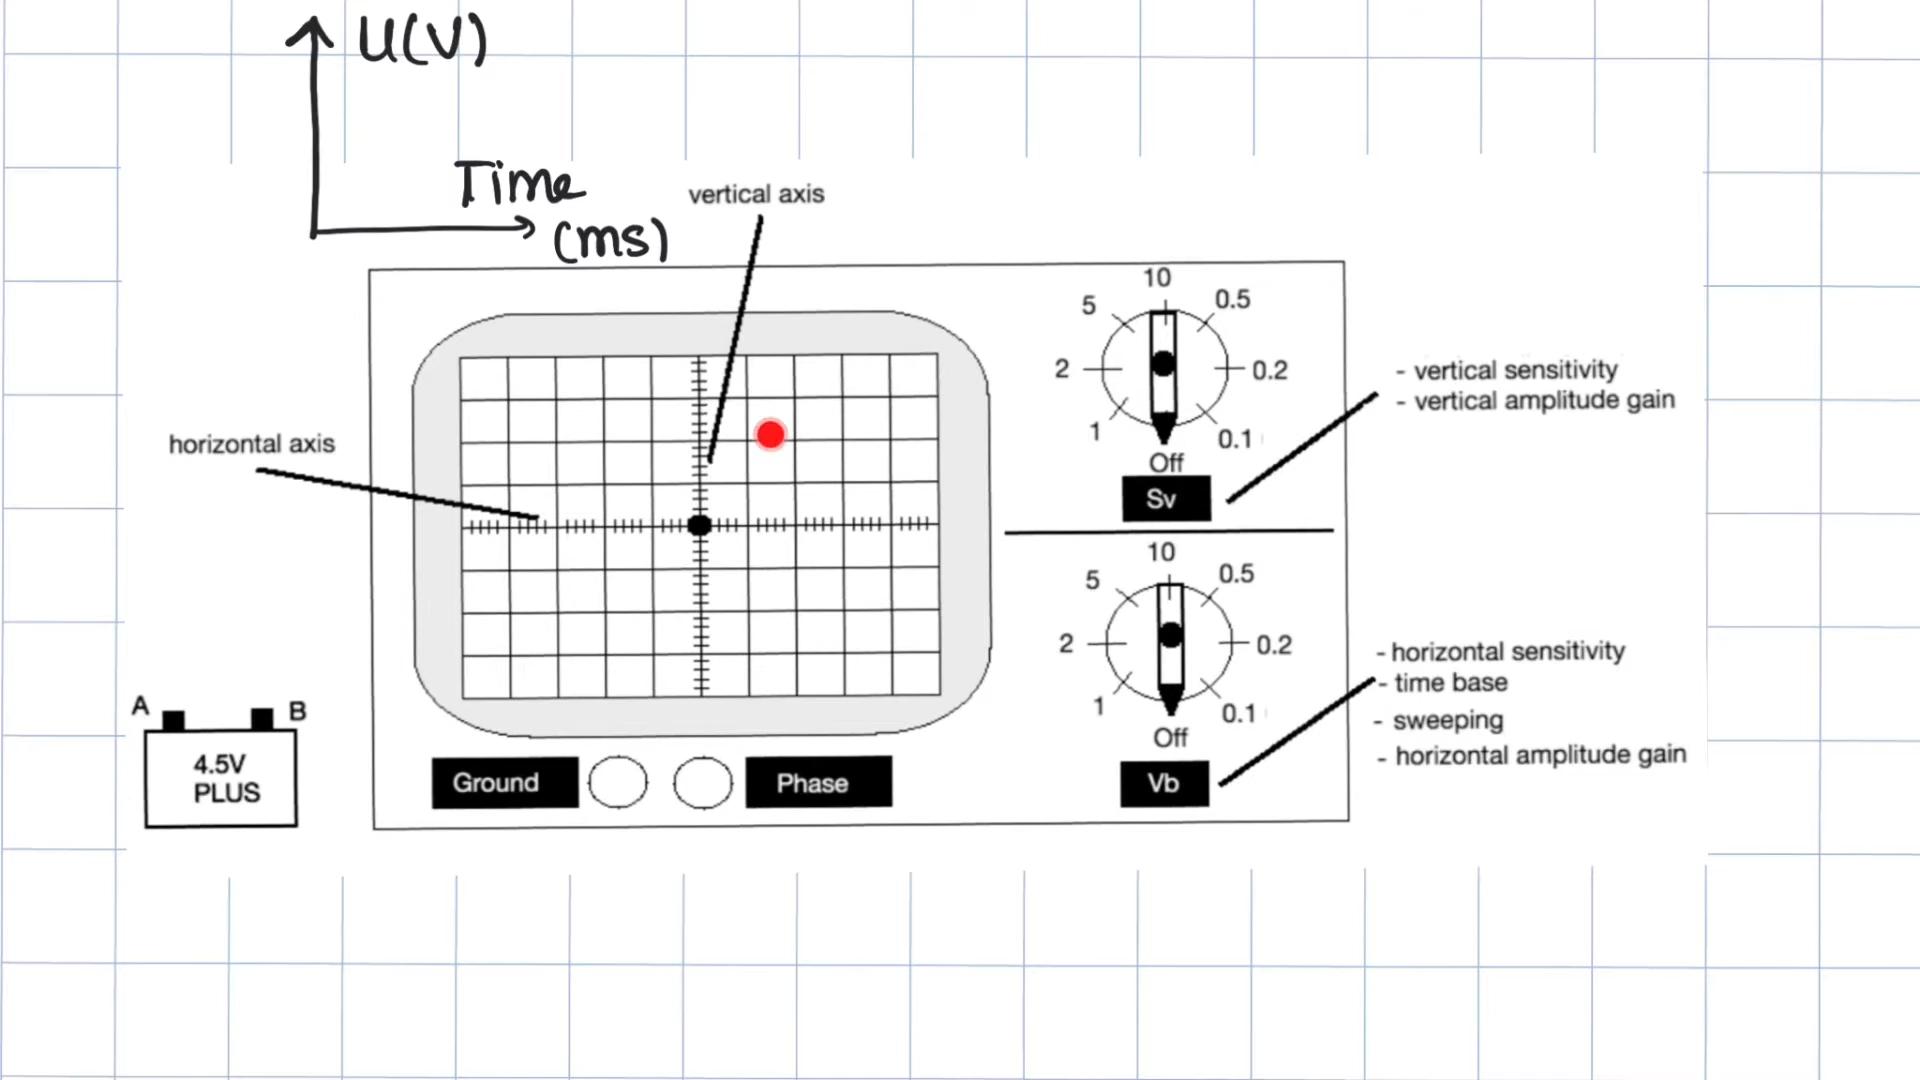 U(V)
Time
(ms)
vertical axis
horizontal axis
10
5
0.5
2
0.2
1
0.1
Off
Sv
- vertical sensitivity
- vertical amplitude gain
10
5
0.5
2
0.2
1
0.1
Off
Vb
- horizontal sensitivity
- time base
- sweeping
- horizontal amplitude gain
A
B
4.5V
PLUS
Ground
Phase